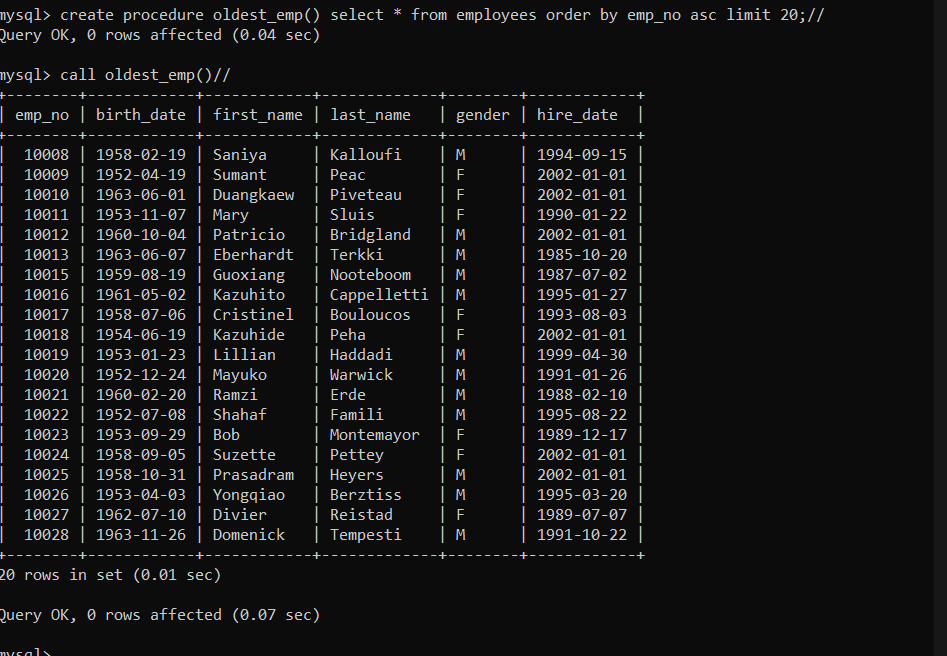 mysql> create procedure oldest_emp() select * from employees order by emp_no asc limit 20;//
Query OK, 0 rows affected (0.04 sec)
mysql> call oldest_emp()//
+--------+------------+------------+-------------+--------+------------+
| emp_no | birth_date | first_name | last_name   | gender | hire_date  |
+--------+------------+------------+-------------+--------+------------+
|  10008 | 1958-02-19 | Saniya     | Kalloufi    | M      | 1994-09-15 |
|  10009 | 1952-04-19 | Sumant     | Peac        | F      | 2002-01-01 |
|  10010 | 1963-06-01 | Duangkaew  | Piveteau    | F      | 2002-01-01 |
|  10011 | 1953-11-07 | Mary       | Sluis       | F      | 1990-01-22 |
|  10012 | 1960-10-04 | Patricio   | Bridgland   | M      | 2002-01-01 |
|  10013 | 1963-06-07 | Eberhardt  | Terkki      | M      | 1985-10-20 |
|  10015 | 1959-08-19 | Guoxiang   | Nooteboom   | M      | 1987-07-02 |
|  10016 | 1961-05-02 | Kazuhito   | Cappelletti | M      | 1995-01-27 |
|  10017 | 1958-07-06 | Cristinel  | Bouloucos   | F      | 1993-08-03 |
|  10018 | 1954-06-19 | Kazuhide   | Peha        | F      | 2002-01-01 |
|  10019 | 1953-01-23 | Lillian    | Haddadi     | M      | 1999-04-30 |
|  10020 | 1952-12-24 | Mayuko     | Warwick     | M      | 1991-01-26 |
|  10021 | 1960-02-20 | Ramzi      | Erde        | M      | 1988-02-10 |
|  10022 | 1952-07-08 | Shahaf     | Famili      | M      | 1995-08-22 |
|  10023 | 1953-09-29 | Bob        | Montemayor  | F      | 1989-12-17 |
|  10024 | 1958-09-05 | Suzette    | Pettey      | F      | 2002-01-01 |
|  10025 | 1958-10-31 | Prasadram  | Heyers      | M      | 2002-01-01 |
|  10026 | 1953-04-03 | Yongqiao   | Berztiss    | M      | 1995-03-20 |
|  10027 | 1962-07-10 | Divier     | Reistad     | F      | 1989-07-07 |
|  10028 | 1963-11-26 | Domenick   | Tempesti    | M      | 1991-10-22 |
+--------+------------+------------+-------------+--------+------------+
20 rows in set (0.01 sec)
Query OK, 0 rows affected (0.07 sec)
mysql>